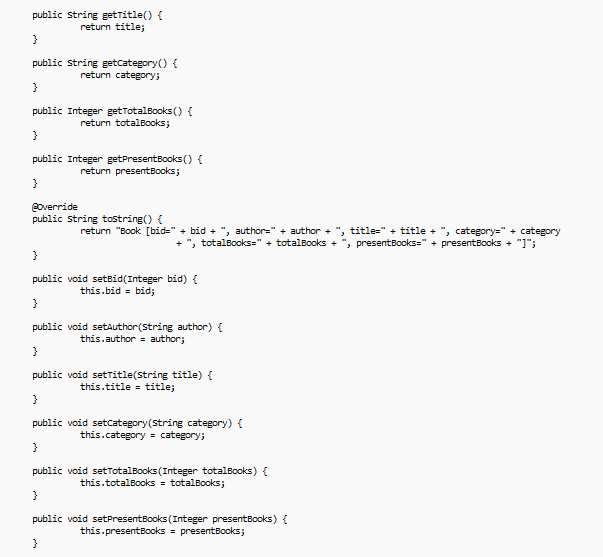 public String getTitle() {
return title;
}
public String getCategory() {
return category;
}
public Integer getTotalBooks() {
return totalBooks;
}
public Integer getPresentBooks() {
return presentBooks;
}
@Override
public String toString() {
return "Book [bid=" + bid + ", author=" + author + ", title=" + title + ", category=" + category
+ ", totalBooks=" + totalBooks + ", presentBooks=" + presentBooks + "]";
}
public void setBid(Integer bid) {
this.bid = bid;
}
public void setAuthor(String author) {
this.author = author;
}
public void setTitle(String title) {
this.title = title;
}
public void setCategory(String category) {
this.category = category;
}
public void setTotalBooks(Integer totalBooks) {
this.totalBooks = totalBooks;
}
public void setPresentBooks(Integer presentBooks) {
this.presentBooks = presentBooks;
}